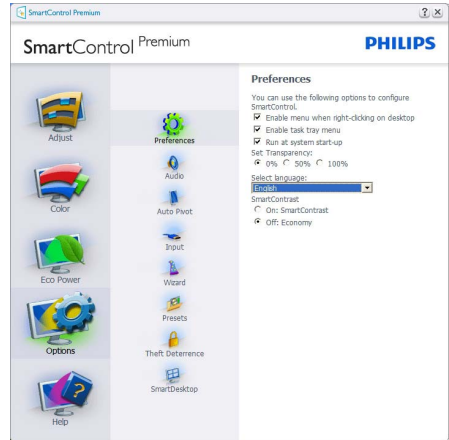 SmartControl Premium
SmartControl Premium
PHILIPS
Adjust
Color
Eco Power
Options
Help
Preferences
Audio
Auto Pivot
Input
Wizard
Presets
Theft Deterrence
SmartDesktop
Preferences
You can use the following options to configure
SmartControl.
Enable menu when right-clicking on desktop
Enable task tray menu
Run at system start-up
Set Transparency:
0% 50% 100%
Select language:
English
SmartContrast
On: SmartContrast
Off: Economy